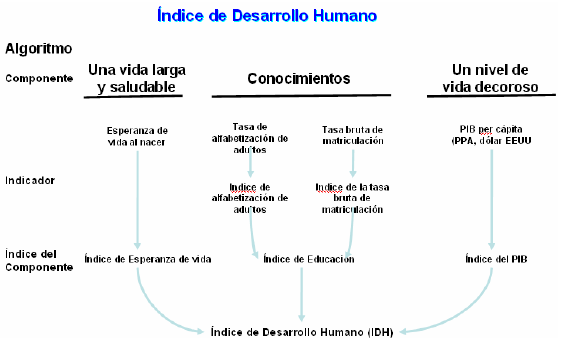 Índice de Desarrollo Humano
Algoritmo
Componente
Una vida larga
y saludable
Conocimientos
Un nivel de
vida decoroso
Esperanza de
vida al nacer
Tasa de
alfabetización de
adultos
Tasa bruta de
matriculación
PIB per cápita
(PPA, dólar EEUU
Indicador
Índice de
alfabetización de
adultos
Indice de la tasa
bruta de
matriculación
Índice del
Componente
Índice de Esperanza de vida
Índice de Educación
Índice del PIB
Índice de Desarrollo Humano (IDH)